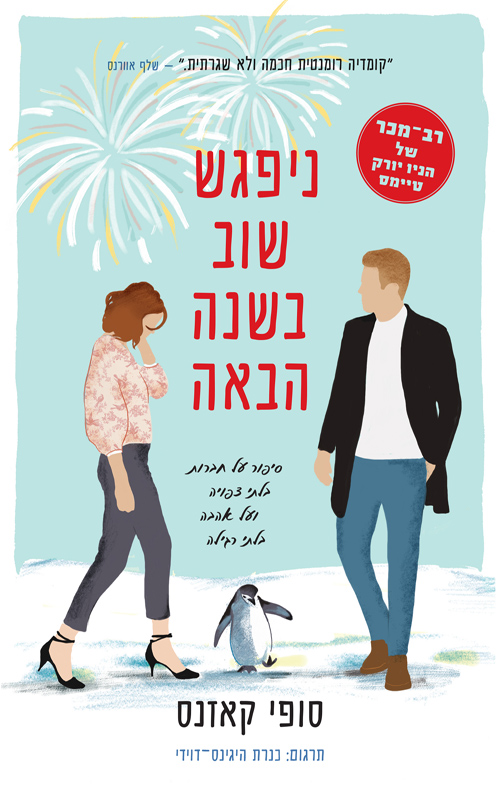 "קומדיה רומנטית חכמה ולא שגרתית." – שלף אוורנס
רב־מכר
של
הניו יורק
טיימס
ניפגש
שוב
בשנה
הבאה
סיפור על חברות
בלתי צפויה
ועל אהבה
בלתי רגילה
סופי קאזנס
תרגום: כנרת היגינס־דוידי